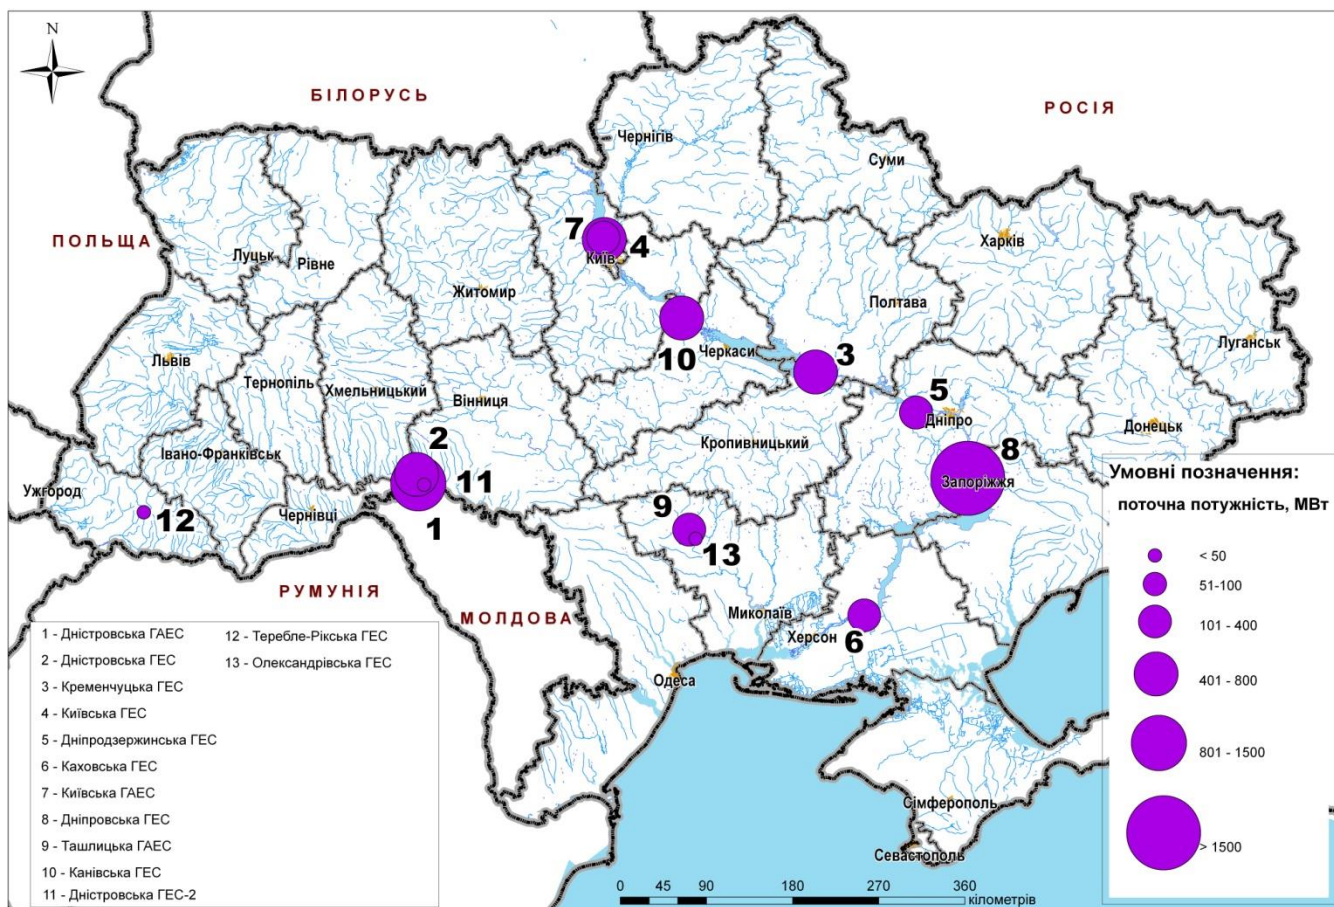 N
БІЛОРУСЬ
РОСІЯ
Чернігів
Суми
ПОЛЬЩА
7
4
Київ
Харків
Луцьк
Рівне
Житомир
Полтава
10
Черкаси
3
Луганськ
Львів
Тернопіль
Хмельницький
Вінниця
5
Дніпро
Донецьк
Кропивницький
2
8
Запоріжжя
Івано-Франківськ
Ужгород
11
1
12
Чернівці
9
13
РУМУНІЯ
МОЛДОВА
Миколаїв
Херсон
6
Одеса
Сімферополь
Севастополь
Умовні позначення:
поточна потужність, МВт
< 50
51-100
101 - 400
401 - 800
801 - 1500
> 1500
1 - Дністровська ГАЕС
2 - Дністровська ГЕС
3 - Кременчуцька ГЕС
4 - Київська ГЕС
5 - Дніпродзержинська ГЕС
6 - Каховська ГЕС
7 - Київська ГАЕС
8 - Дніпровська ГЕС
9 - Ташлицька ГАЕС
10 - Канівська ГЕС
11 - Дністровська ГЕС-2
12 - Теребле-Рікська ГЕС
13 - Олександрівська ГЕС
0 45 90 180 270 360
кілометрів